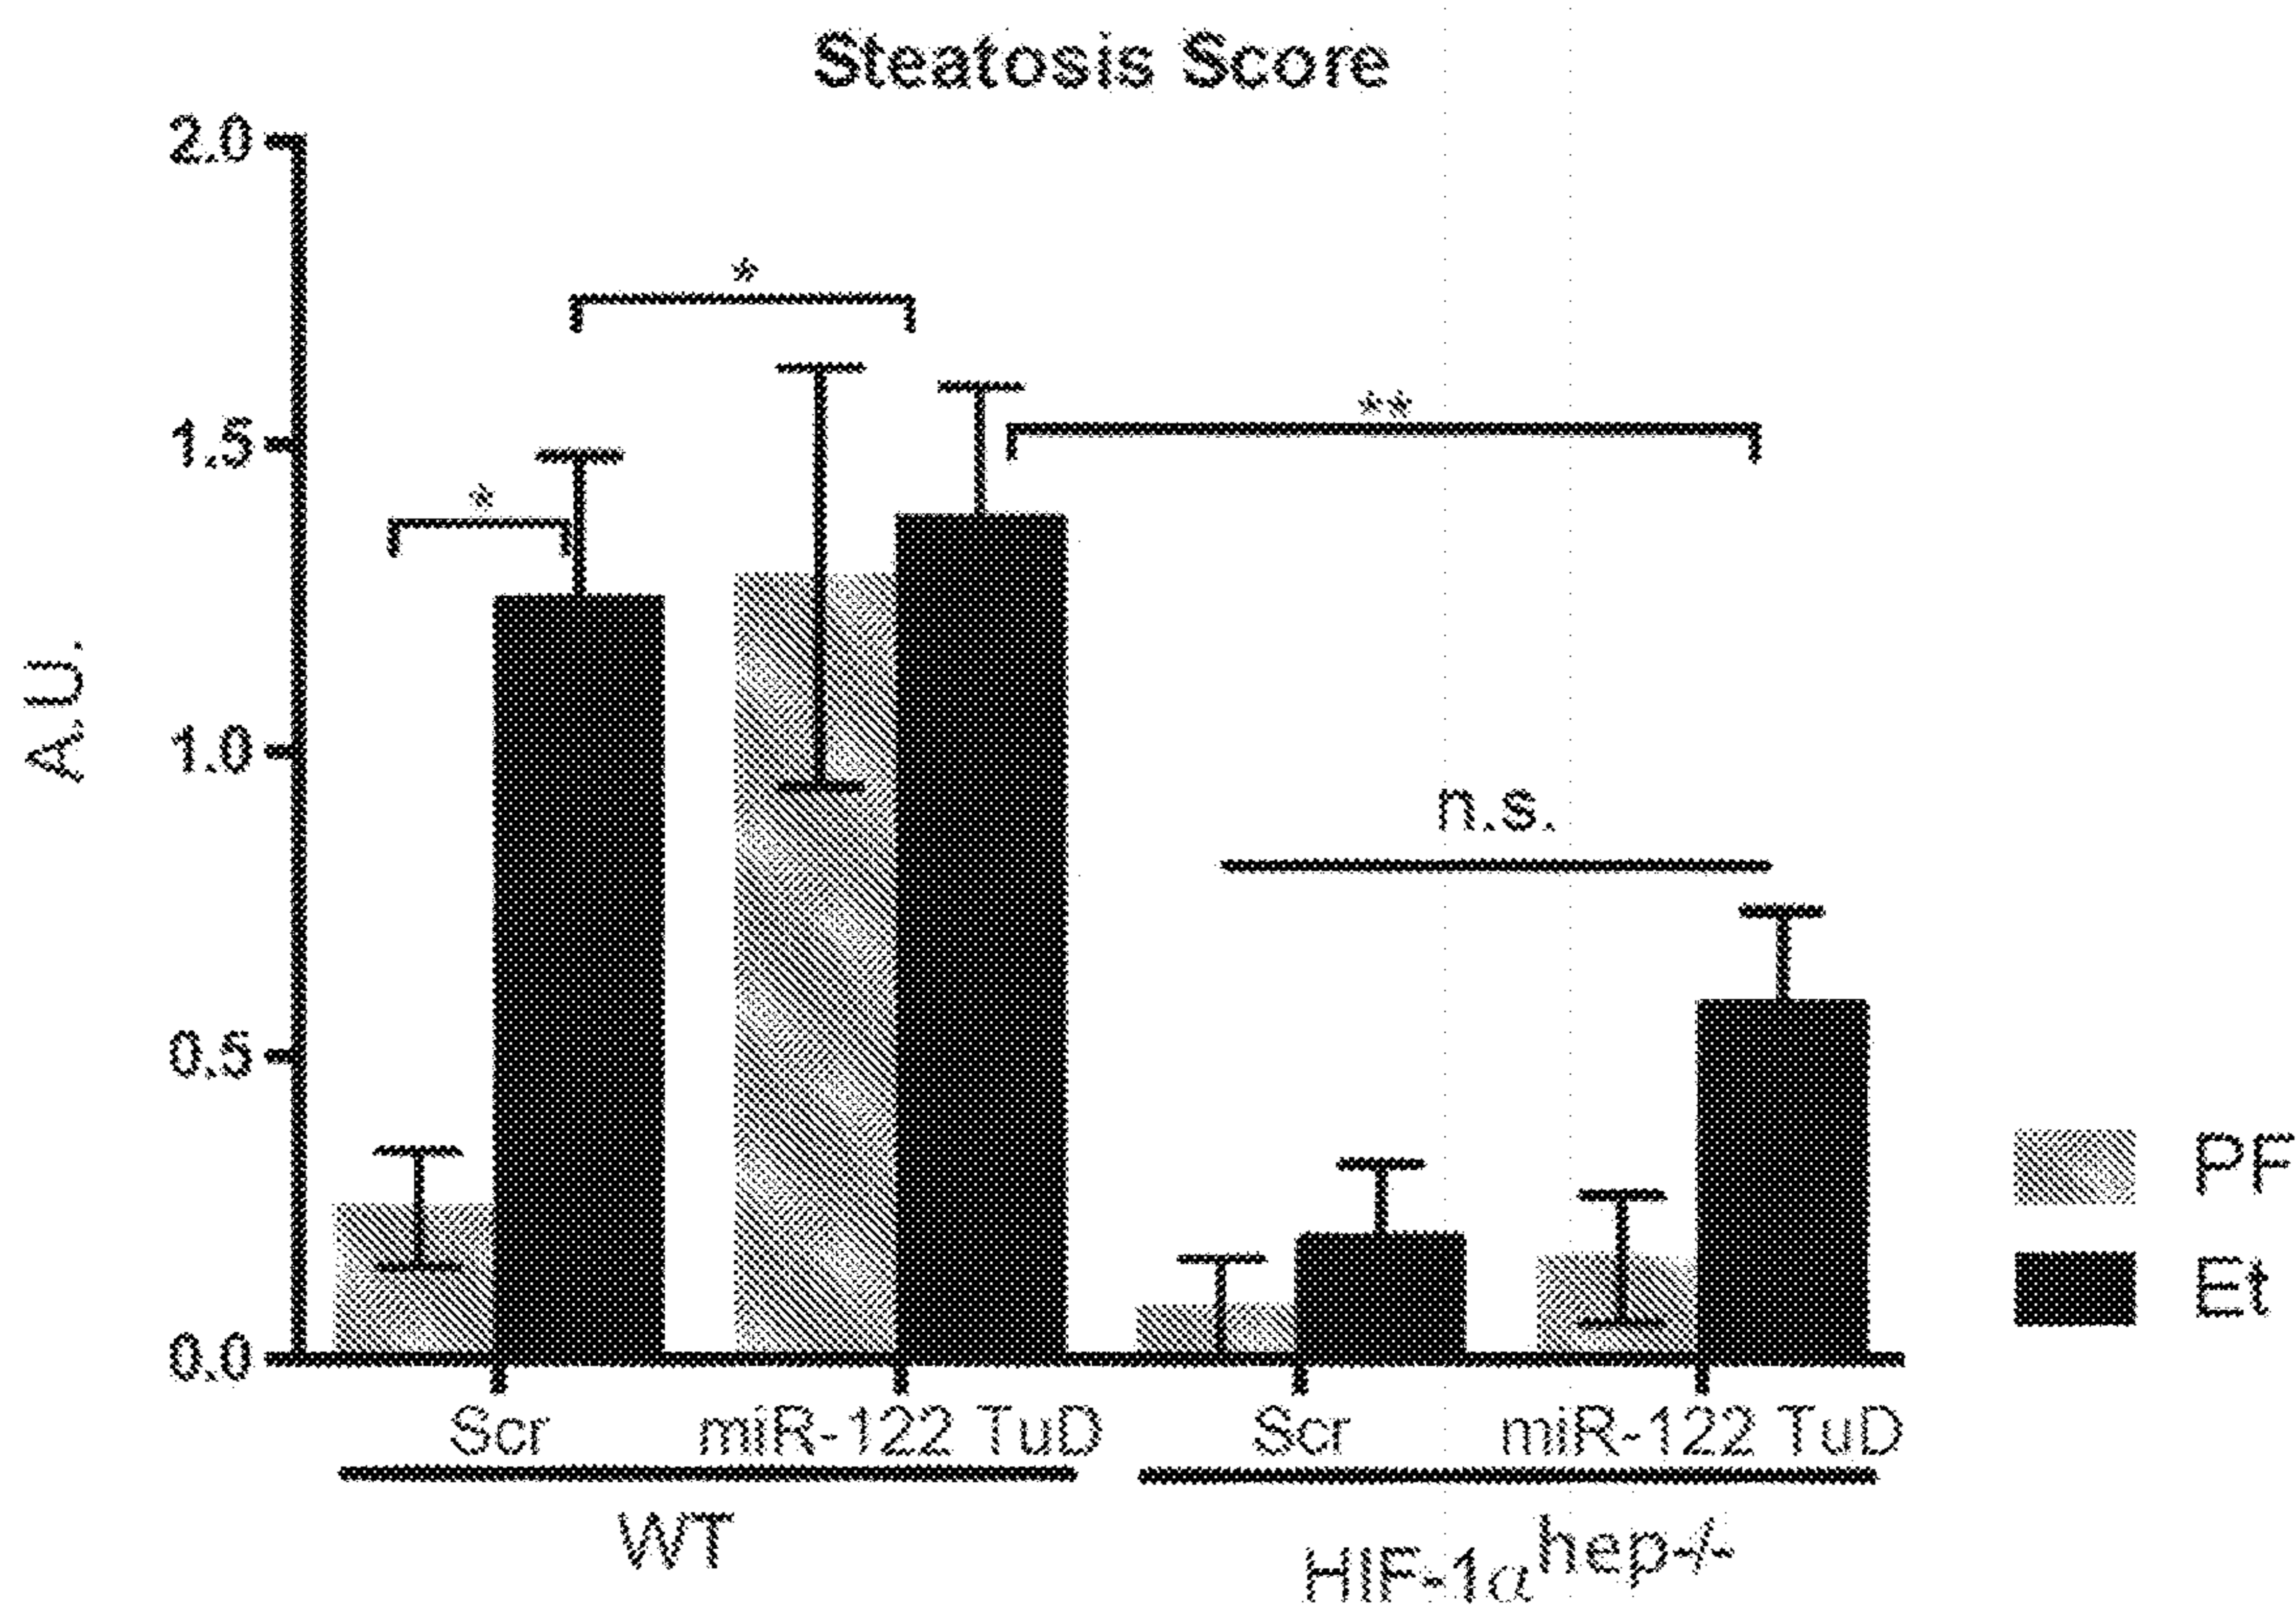 Steatosis Score
2.0
1.5
1.0
0.5
0.0
A.U.
*
*
**
n.s.
PF
Et
Scr miR-122 TuD Scr miR-122 TuD
WT HIF-1α hep-/-